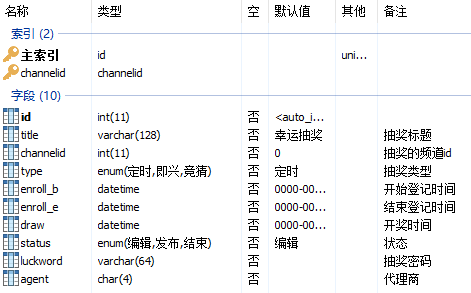 名称 类型 空 默认值 其他 备注
索引 (2)
主索引 id uni...
channelid channelid
字段 (10)
id int(11) 否 <auto_i...
title varchar(128) 否 幸运抽奖 抽奖标题
channelid int(11) 否 0 抽奖的频道id
type enum(定时,即兴,竞猜) 否 定时 抽奖类型
enroll_b datetime 否 0000-00... 开始登记时间
enroll_e datetime 否 0000-00... 结束登记时间
draw datetime 否 0000-00... 开奖时间
status enum(编辑,发布,结束) 否 编辑 状态
luckword varchar(64) 否 抽奖密码
agent char(4) 否 代理商